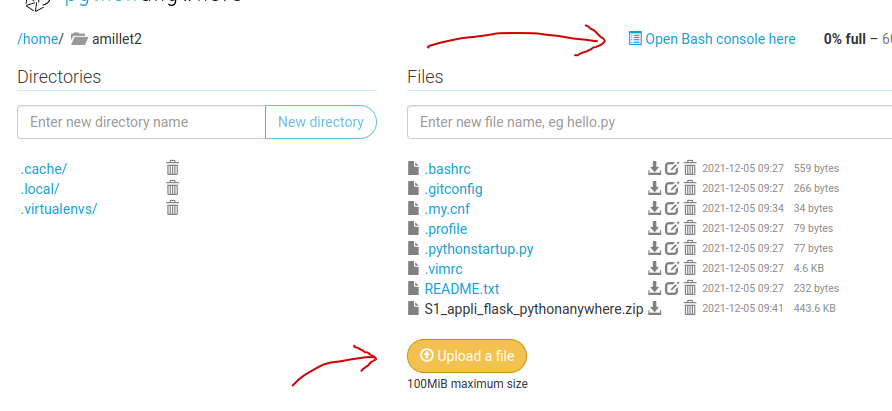 /home/ amillet2
Open Bash console here
0% full –
Directories
Enter new directory name
New directory
.cache/
.local/
.virtualenvs/
Files
Enter new file name, eg hello.py
.bashrc 2021-12-05 09:27 559 bytes
.gitconfig 2021-12-05 09:27 266 bytes
.my.cnf 2021-12-05 09:34 34 bytes
.profile 2021-12-05 09:27 79 bytes
.pythonstartup.py 2021-12-05 09:27 77 bytes
.vimrc 2021-12-05 09:27 4.6 KB
README.txt 2021-12-05 09:27 232 bytes
S1_appli_flask_pythonanywhere.zip 2021-12-05 09:41 443.6 KB
Upload a file
100MiB maximum size